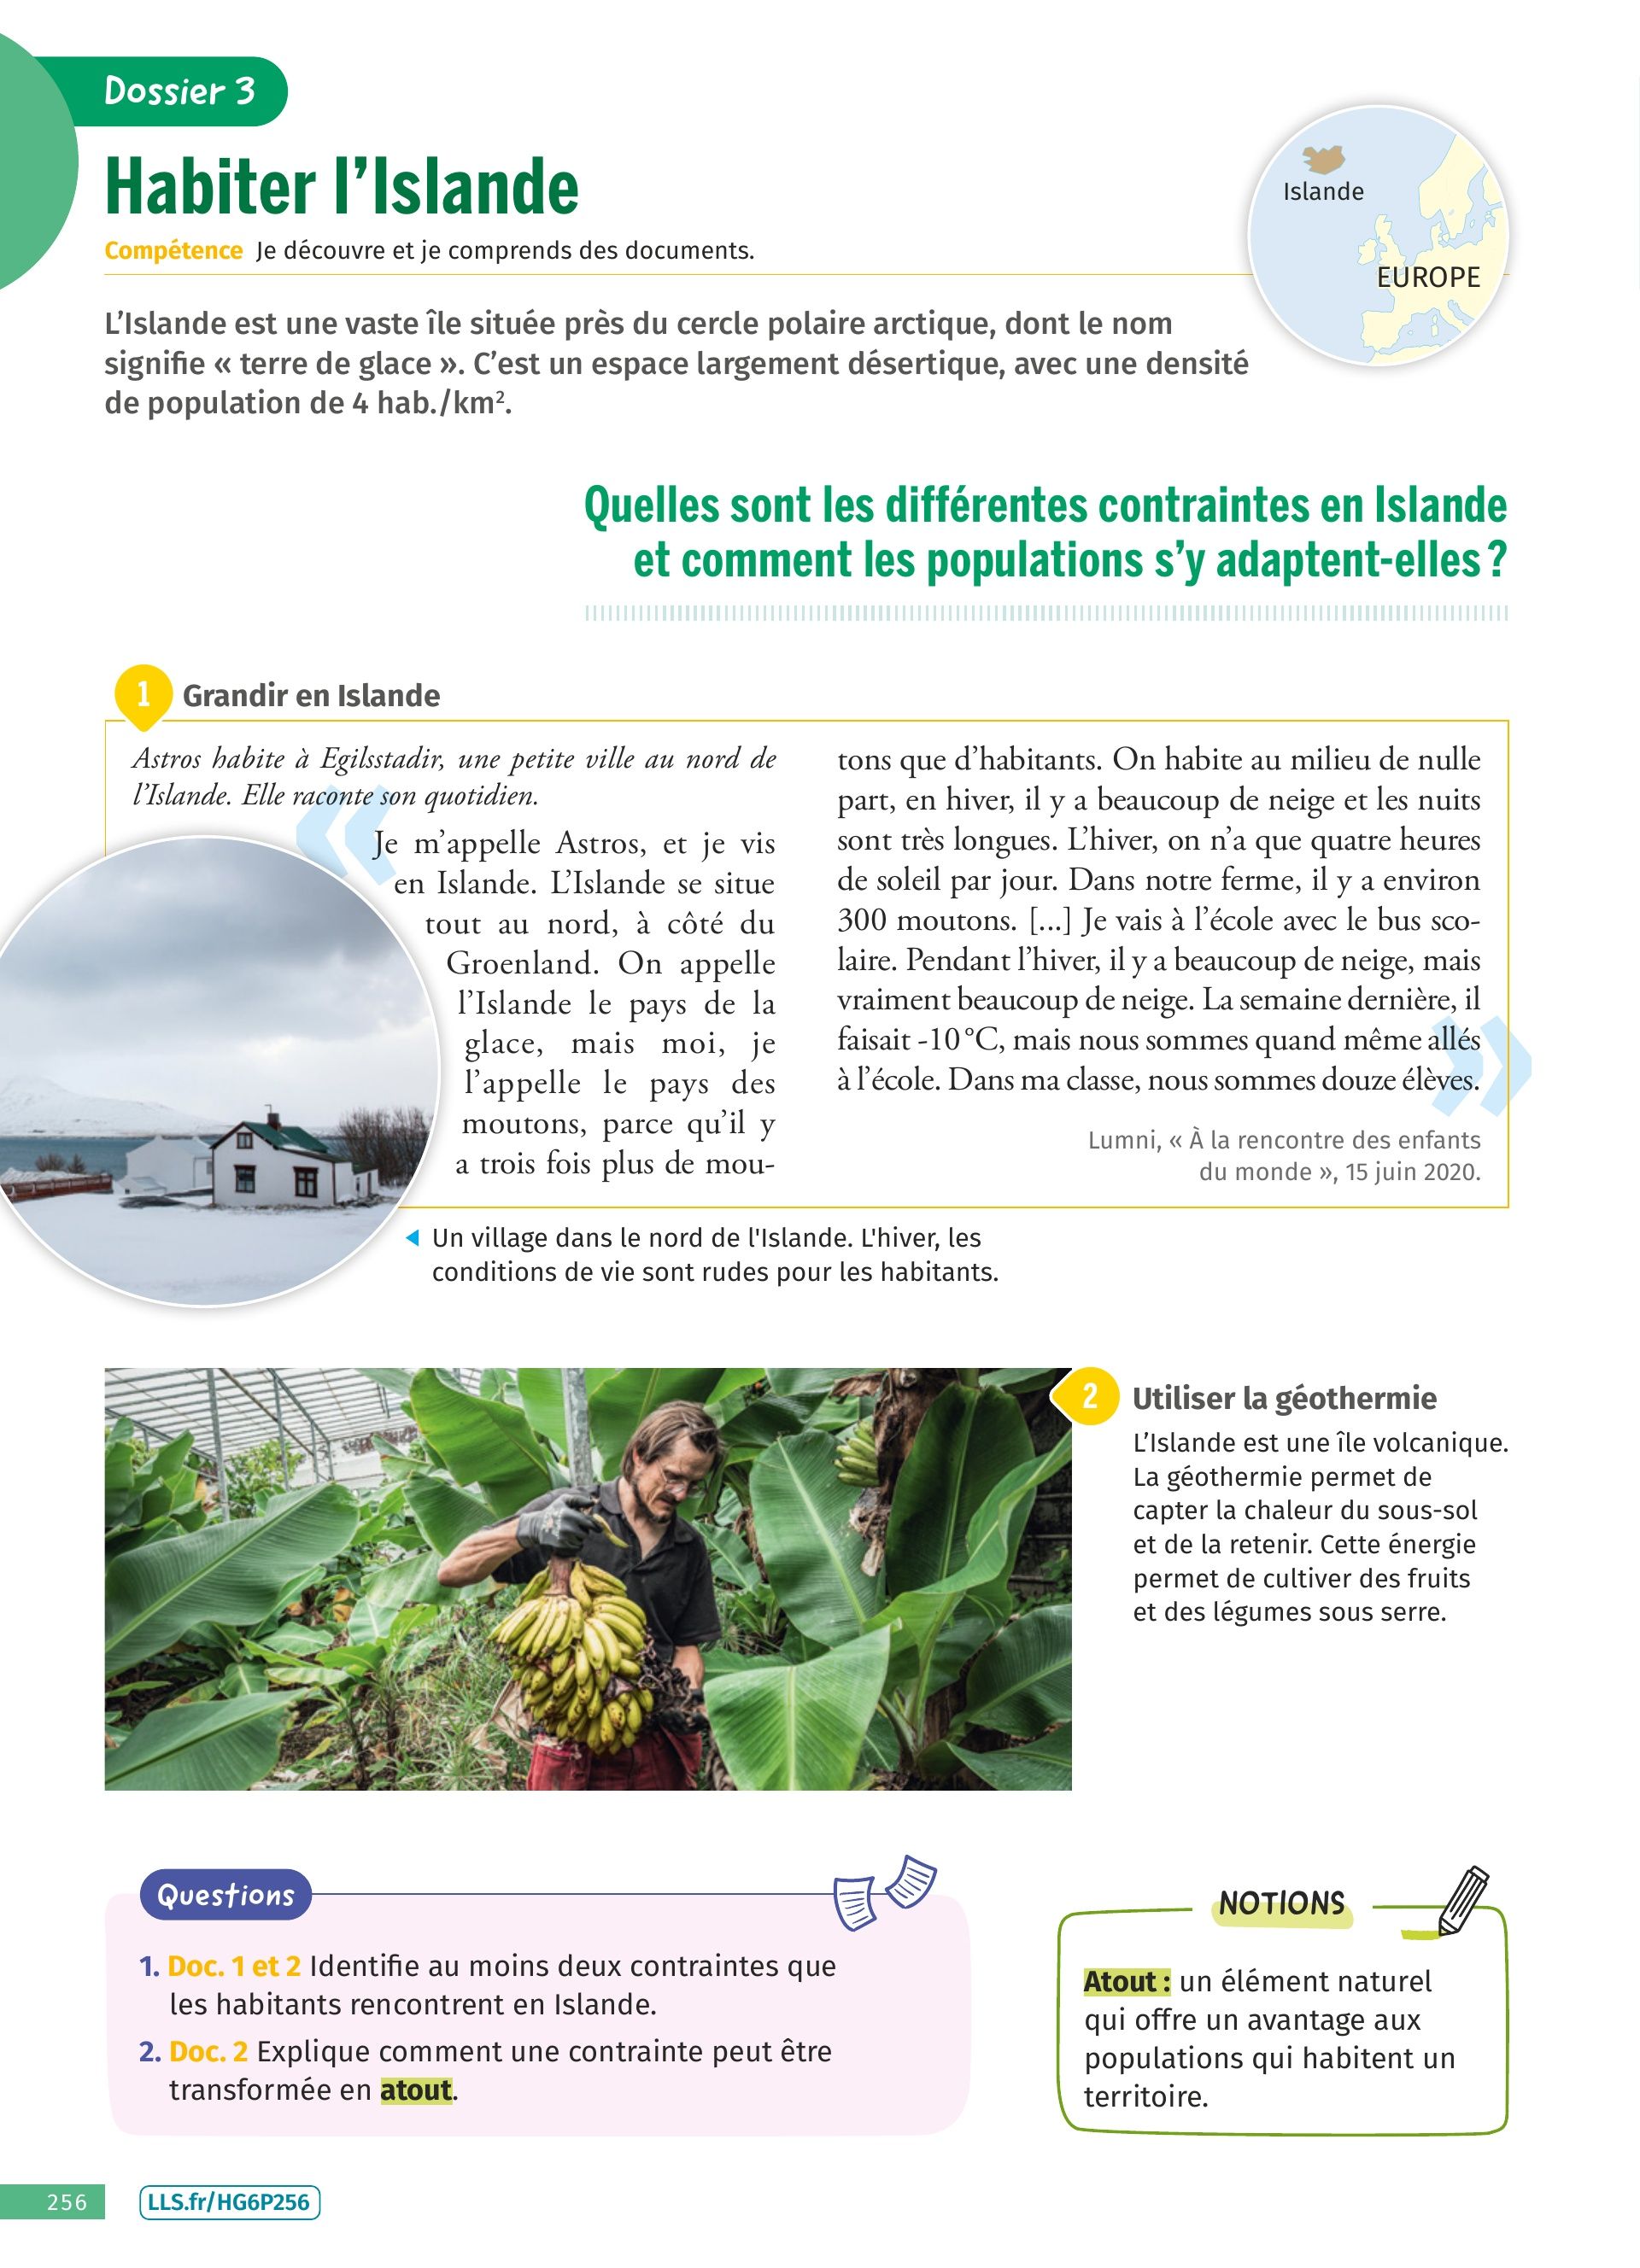 Dossier 3
Habiter l’Islande
Compétence Je découvre et je comprends des documents.
Islande
EUROPE
L’Islande est une vaste île située près du cercle polaire arctique, dont le nom
signifie « terre de glace ». C’est un espace largement désertique, avec une densité
de population de 4 hab./km².
Quelles sont les différentes contraintes en Islande
et comment les populations s’y adaptent-elles ?
1 Grandir en Islande
Astros habite à Egilsstadir, une petite ville au nord de
l’Islande. Elle raconte son quotidien.
« Je m’appelle Astros, et je vis
en Islande. L’Islande se situe
tout au nord, à côté du
Groenland. On appelle
l’Islande le pays de la
glace, mais moi, je
l’appelle le pays des
moutons, parce qu’il y
a trois fois plus de mou-
tons que d’habitants. On habite au milieu de nulle
part, en hiver, il y a beaucoup de neige et les nuits
sont très longues. L’hiver, on n’a que quatre heures
de soleil par jour. Dans notre ferme, il y a environ
300 moutons. [...] Je vais à l’école avec le bus sco-
laire. Pendant l’hiver, il y a beaucoup de neige, mais
vraiment beaucoup de neige. La semaine dernière, il
faisait -10 °C, mais nous sommes quand même allés
à l’école. Dans ma classe, nous sommes douze élèves. »
Lumni, « À la rencontre des enfants
du monde », 15 juin 2020.
Un village dans le nord de l'Islande. L'hiver, les
conditions de vie sont rudes pour les habitants.
2 Utiliser la géothermie
L’Islande est une île volcanique.
La géothermie permet de
capter la chaleur du sous-sol
et de la retenir. Cette énergie
permet de cultiver des fruits
et des légumes sous serre.
Questions
1. Doc. 1 et 2 Identifie au moins deux contraintes que
les habitants rencontrent en Islande.
2. Doc. 2 Explique comment une contrainte peut être
transformée en atout.
NOTIONS
Atout : un élément naturel
qui offre un avantage aux
populations qui habitent un
territoire.
256
LLS.fr/HG6P256